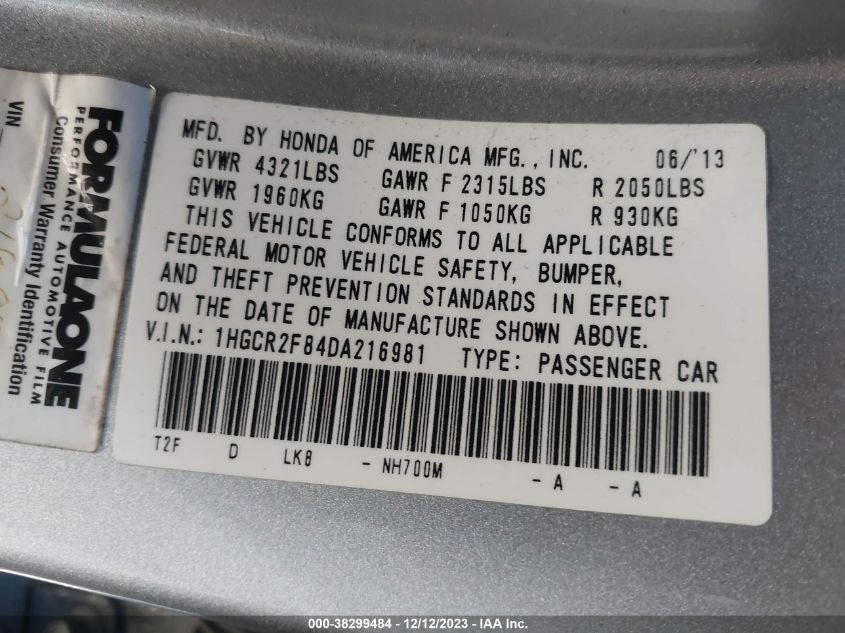 MFD. BY HONDA OF AMERICA MFG., INC. 06/'13
GVWR 4321LBS GAWR F 2315LBS R 2050LBS
GVWR 1960KG GAWR F 1050KG R 930KG
THIS VEHICLE CONFORMS TO ALL APPLICABLE
FEDERAL MOTOR VEHICLE SAFETY, BUMPER,
AND THEFT PREVENTION STANDARDS IN EFFECT
ON THE DATE OF MANUFACTURE SHOWN ABOVE.
V.I.N.: 1HGCR2F84DA216981 TYPE: PASSENGER CAR
T2F D LK8 - NH700M - A - A
FORMULAONE
PERFORMANCE AUTOMOTIVE FILM
Consumer Warranty Identification
VIN
000-38299484 - 12/12/2023 - IAA Inc.